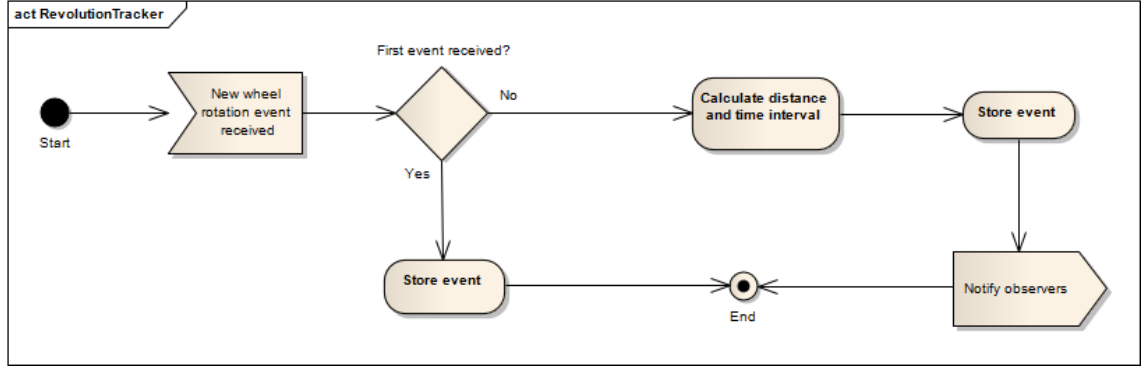 act RevolutionTracker
First event received?
New wheel
rotation event
received
No
Calculate distance
and time interval
Store event
Start
Yes
Store event
Notify observers
End